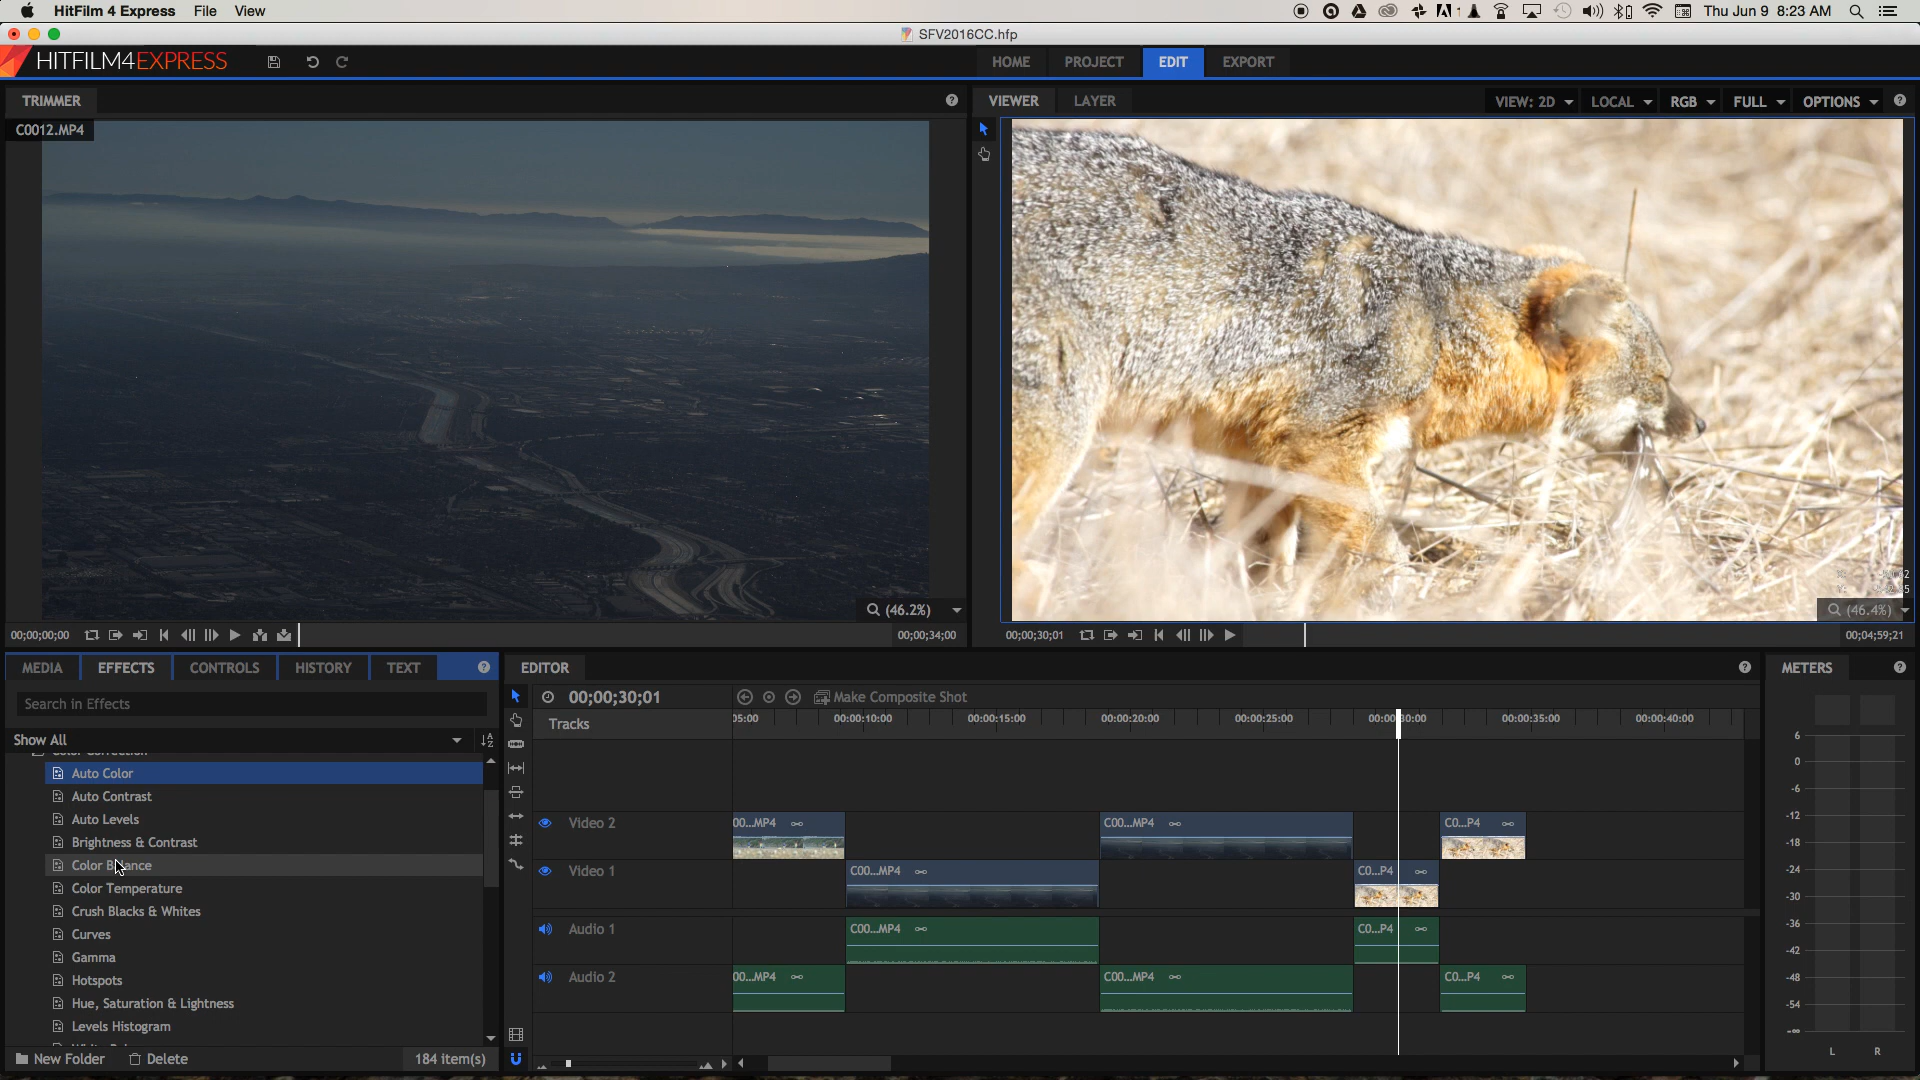 HitFilm 4 Express File View Thu Jun 9 8:23 AM
SFV2016CC.hfp
HITFILM4EXPRESS HOME PROJECT EDIT EXPORT
TRIMMER
C0012.MP4
VIEWER LAYER VIEW: 2D LOCAL RGB FULL OPTIONS
(46.2%)
(46.4%)
00;00;00;00 00;00;34;00
00;00;30;01 00;04;59;21
MEDIA EFFECTS CONTROLS HISTORY TEXT
Search in Effects
Show All
Color Correction
Auto Color
Auto Contrast
Auto Levels
Brightness & Contrast
Color Balance
Color Temperature
Crush Blacks & Whites
Curves
Gamma
Hotspots
Hue, Saturation & Lightness
Levels Histogram
New Folder Delete 184 item(s)
EDITOR
00;00;30;01 Make Composite Shot
Tracks 05:00 00:00:10:00 00:00:15:00 00:00:20:00 00:00:25:00 00:00:30:00 00:00:35:00 00:00:40:00
Video 2 00...MP4 C00...MP4 C0...P4
Video 1 C00...MP4 C0...P4
Audio 1 C00...MP4 C0...P4
Audio 2 00...MP4 C00...MP4 C0...P4
METERS
6
0
-6
-12
-18
-24
-30
-36
-42
-48
-54
-∞
L R